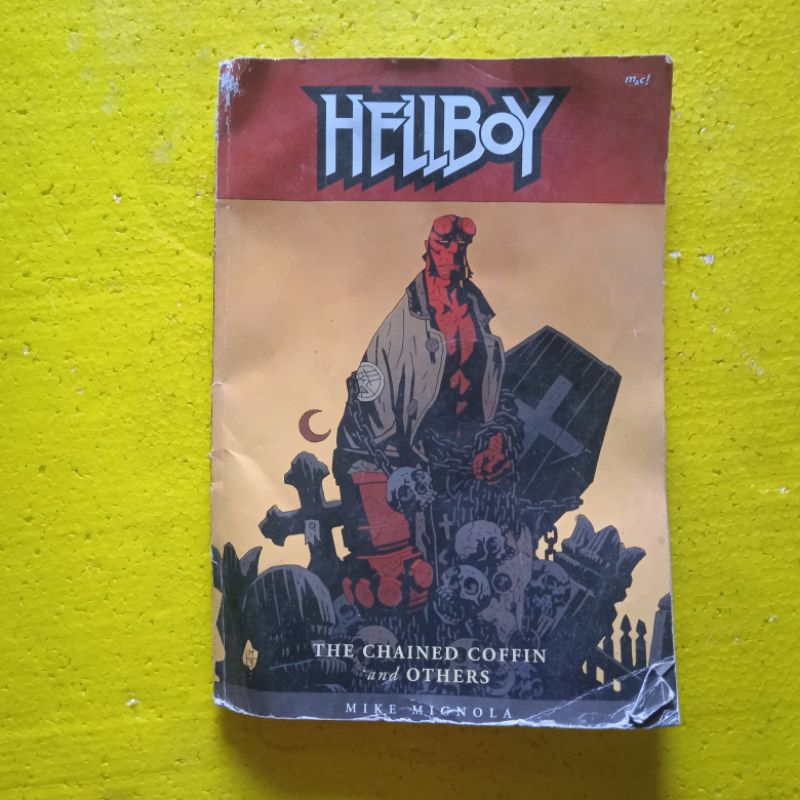 m&c!
HELLBOY
THE CHAINED COFFIN
and OTHERS
MIKE MIGNOLA